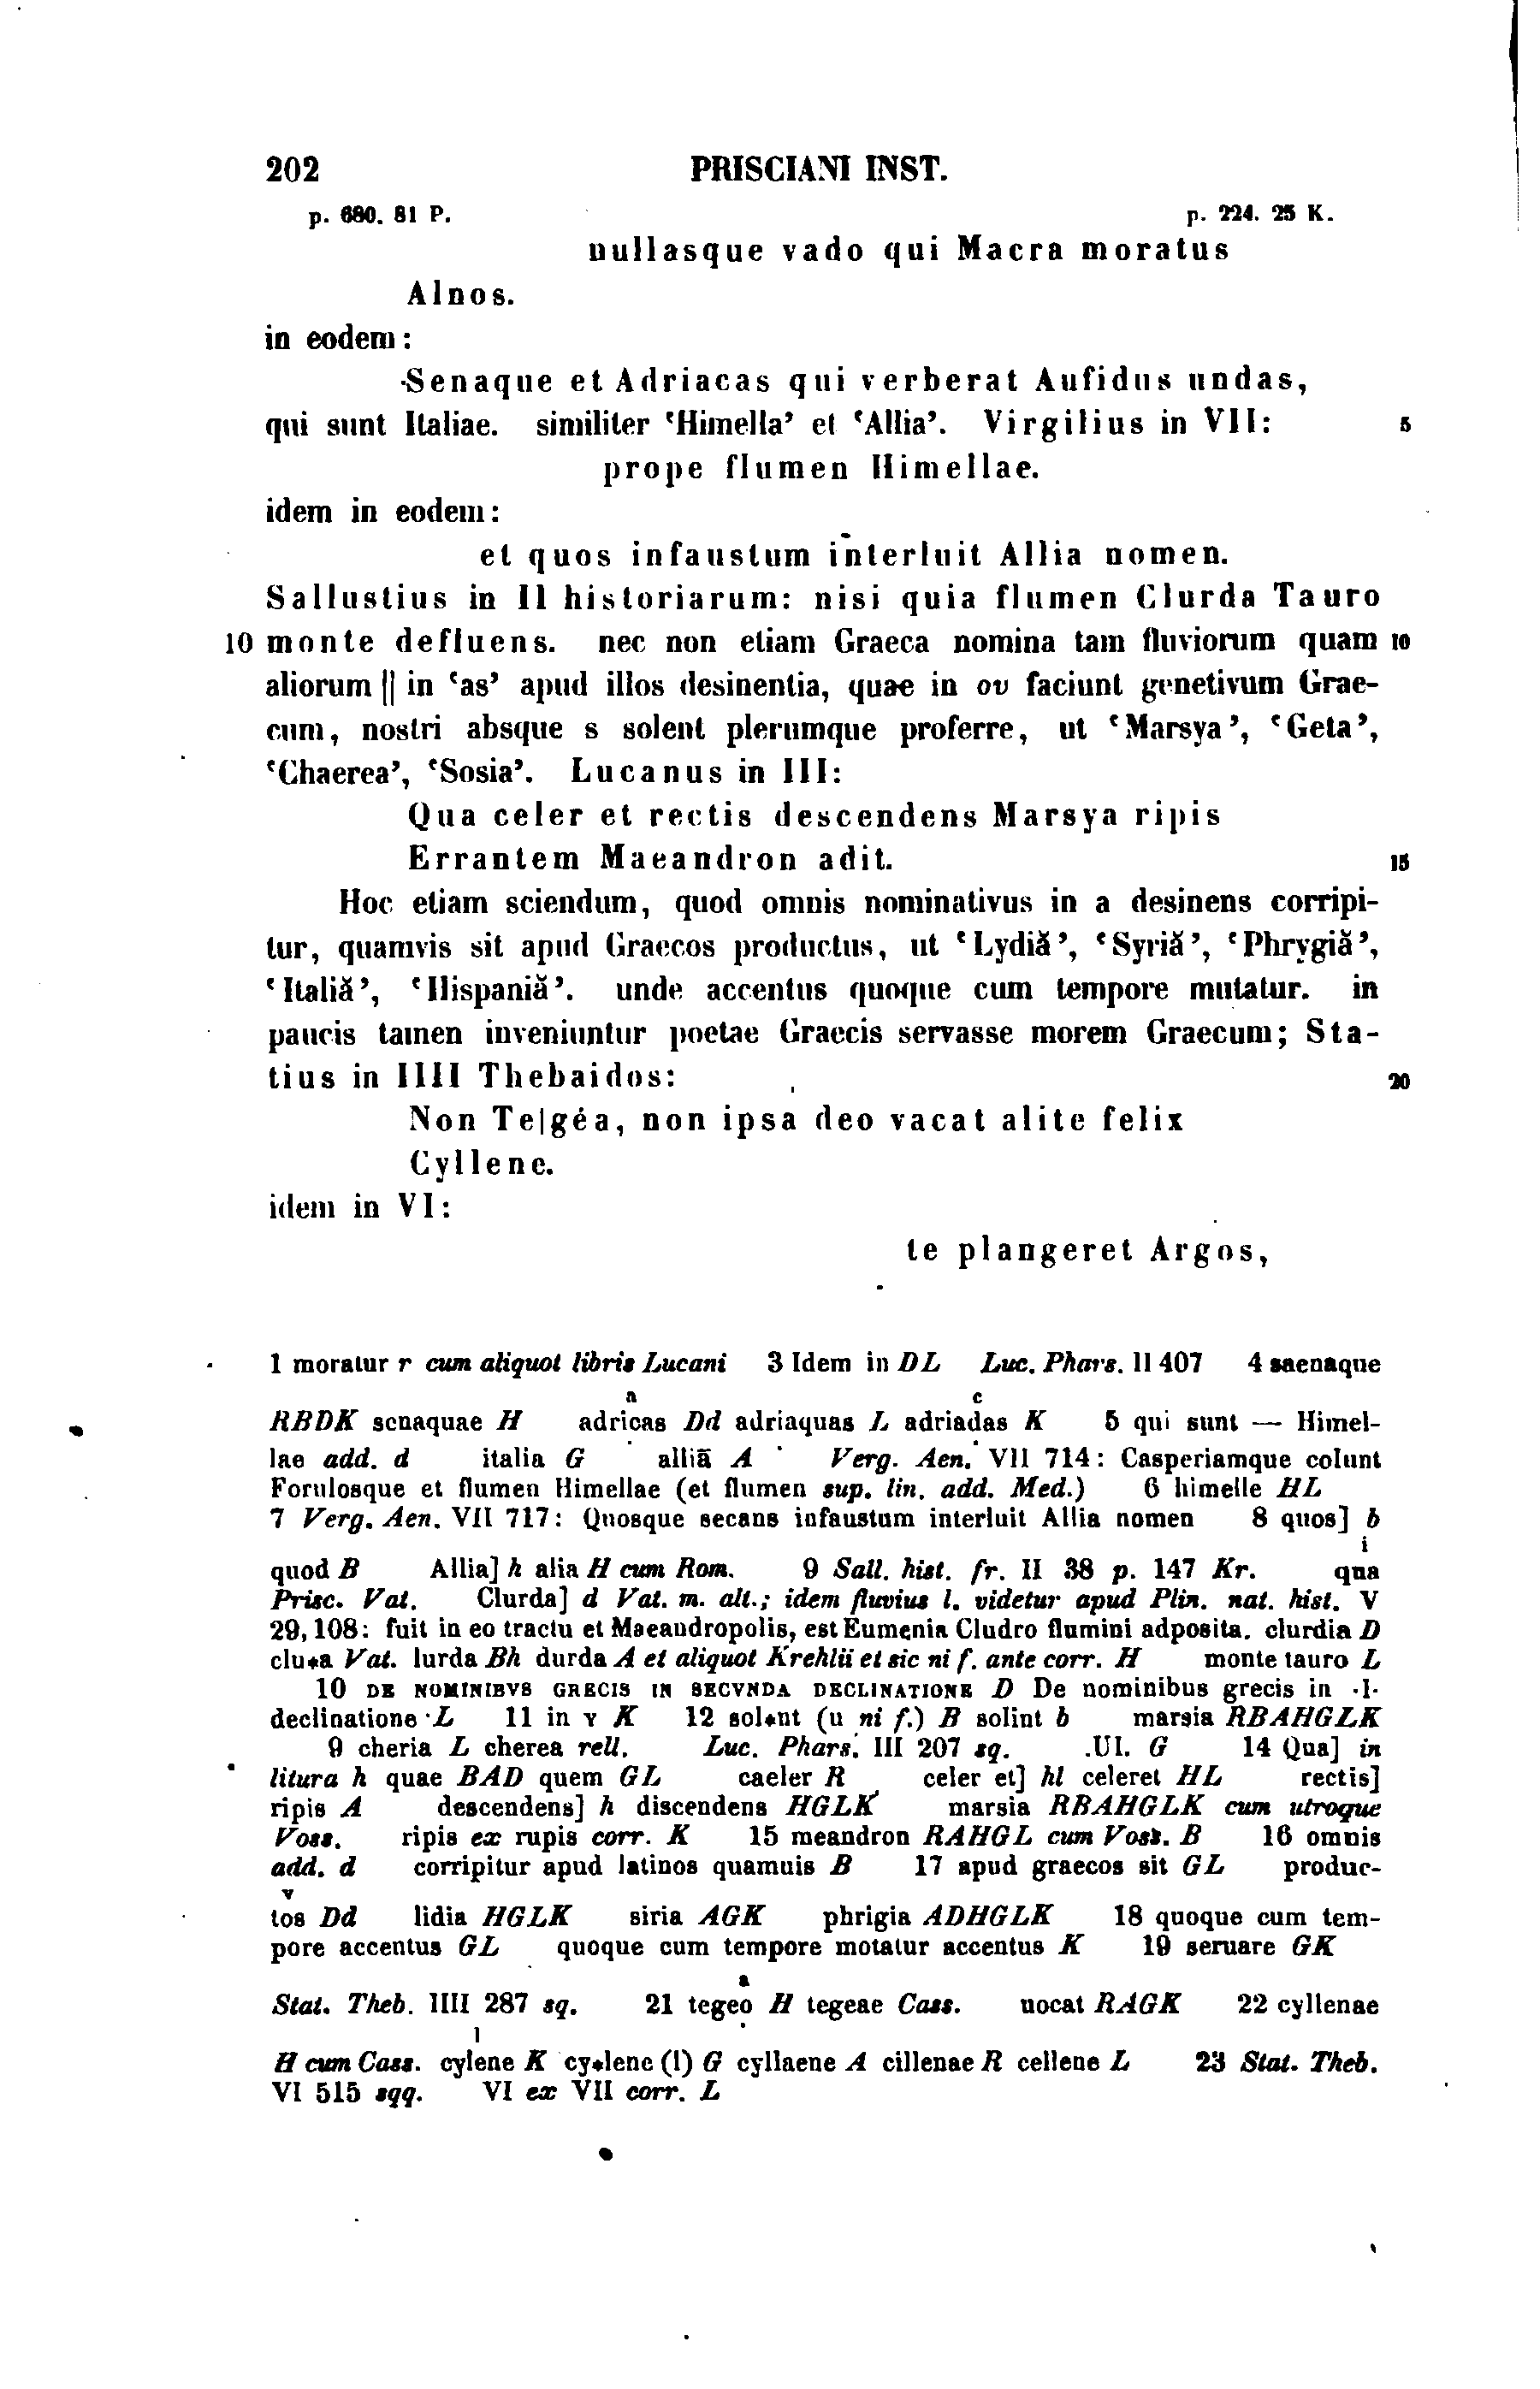 202 PRISCIANI INST.
p. 680. 81 P. p. 224. 25 K.
nullasque vado qui Macra moratus
Alnos.
in eodem:
Senaque et Adriacas qui verberat Aufidus undas,
qui sunt Italiae. similiter ‘Himella’ et ‘Allia’. Virgilius in VII: 5
prope flumen Himellae.
idem in eodem:
et quos infaustum interluit Allia nomen.
Sallustius in II historiarum: nisi quia flumen Clurda Tauro
10 monte defluens. nec non etiam Graeca nomina tam fluviorum quam 10
aliorum || in ‘as’ apud illos desinentia, quae in ου faciunt genetivum Grae-
cum, nostri absque s solent plerumque proferre, ut ‘Marsya’, ‘Geta’,
‘Chaerea’, ‘Sosia’. Lucanus in III:
Qua celer et rectis descendens Marsya ripis
Errantem Maeandron adit. 15
Hoc etiam sciendum, quod omnis nominativus in a desinens corripi-
tur, quamvis sit apud Graecos productus, ut ‘Lydiă’, ‘Syriă’, ‘Phrygiă’,
‘Italiă’, ‘Hispaniă’. unde accentus quoque cum tempore mutatur. in
paucis tamen inveniuntur poetae Graecis servasse morem Graecum; Sta-
tius in IIII Thebaidos: 20
Non Te|géa, non ipsa deo vacat alite felix
Cyllene.
idem in VI:
te plangeret Argos,
1 moratur r cum aliquot libris Lucani 3 Idem in DL Luc. Phars. II 407 4 saenaque
a c
RBDK senaquae H adricas Dd adriaquas L adriadas K 5 qui sunt — Himel-
lae add. d italia G alliā A Verg. Aen. VII 714: Casperiamque colunt
Forulosque et flumen Himellae (et flumen sup. lin. add. Med.) 6 himelle HL
7 Verg. Aen. VII 717: Quosque secans infaustum interluit Allia nomen 8 quos] b
i
quod B Allia] h alia H cum Rom. 9 Sall. hist. fr. II 38 p. 147 Kr. qua
Prisc. Vat. Clurda] d Vat. m. alt.; idem fluvius l. videtur apud Plin. nat. hist. V
29, 108: fuit in eo tractu et Maeandropolis, est Eumenia Cludro flumini adposita. clurdia D
clu*a Vat. lurda Bh durda A et aliquot Krehlii et sic ni f. ante corr. H monte tauro L
10 DE NOMINIBVS GRECIS IN SECVNDA DECLINATIONE D De nominibus grecis in ·I·
declinatione L 11 in Y K 12 sol*nt (u ni f.) B solint b marsia RBAHGLK
9 cheria L cherea rell. Luc. Phars. III 207 sq. .UI. G 14 Qua] in
litura h quae BAD quem GL caeler R celer et] hl celeret HL rectis]
ripis A descendens] h discendens HGLK marsia RBAHGLK cum utroque
Voss. ripis ex rupis corr. K 15 meandron RAHGL cum Voss. B 16 omnis
add. d corripitur apud latinos quamuis B 17 apud graecos sit GL produc-
v
tos Dd lidia HGLK siria AGK phrigia ADHGLK 18 quoque cum tem-
pore accentus GL quoque cum tempore motatur accentus K 19 seruare GK
a
Stat. Theb. IIII 287 sq. 21 tegeo H tegeae Cass. uocat RAGK 22 cyllenae
l
H cum Cass. cylene K cy*lene (l) G cyllaene A cillenae R cellene L 23 Stat. Theb.
VI 515 sqq. VI ex VII corr. L